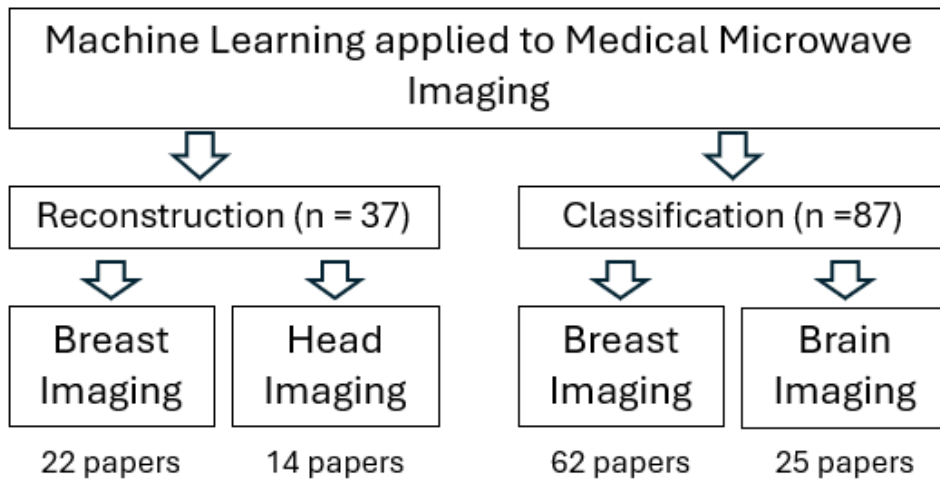 Machine Learning applied to Medical Microwave
Imaging
Reconstruction (n = 37)
Classification (n =87)
Breast
Imaging
Head
Imaging
Breast
Imaging
Brain
Imaging
22 papers
14 papers
62 papers
25 papers